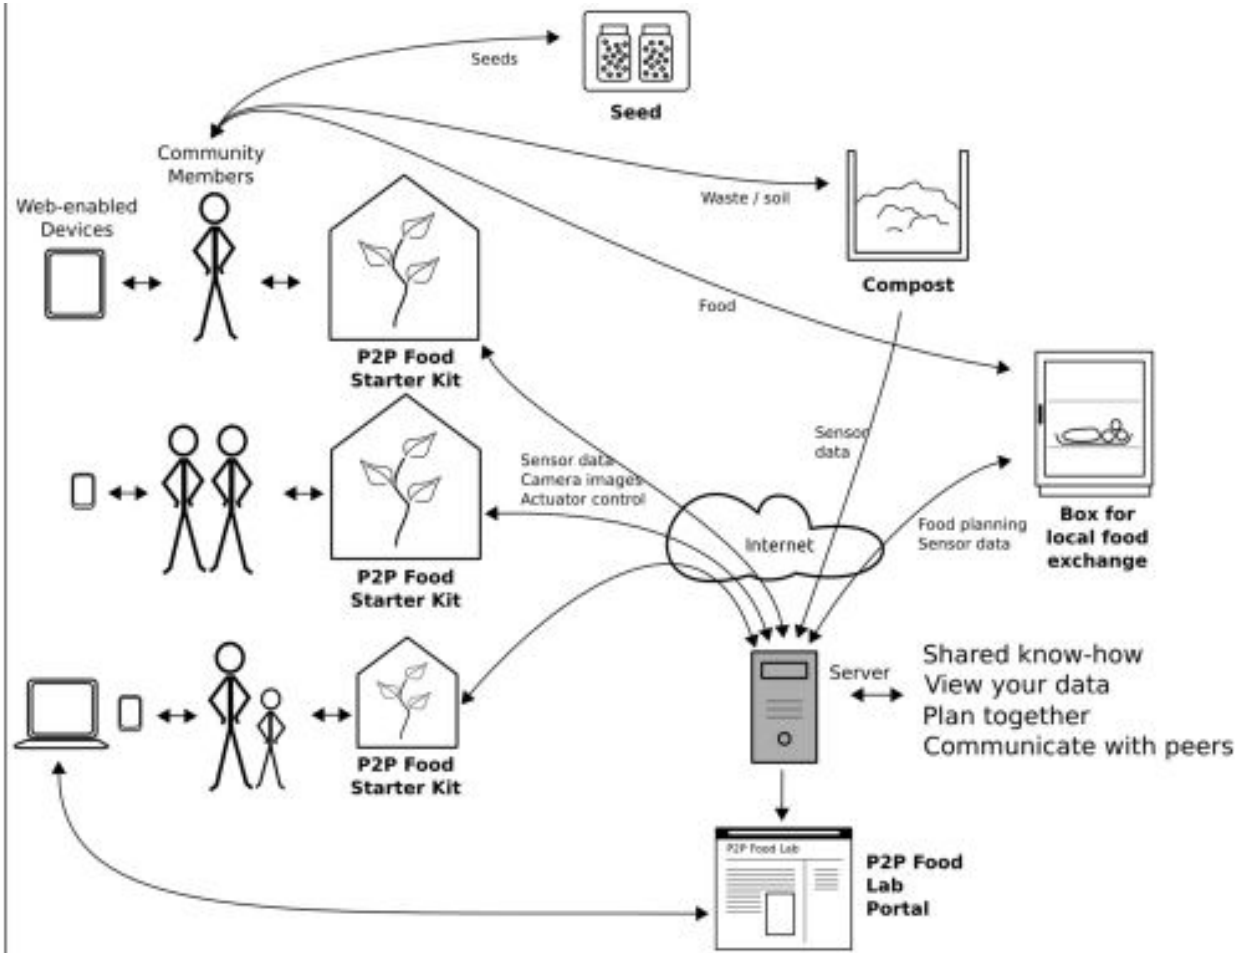 Seeds
Seed
Community
Members
Web-enabled
Devices
Waste / soil
Compost
Food
P2P Food
Starter Kit
Sensor
data
Sensor data
Camera images
Actuator control
Internet
Food planning
Sensor data
Box for
local food
exchange
P2P Food
Starter Kit
Server
Shared know-how
View your data
Plan together
Communicate with peers
P2P Food
Starter Kit
P2P Food Lab
P2P Food
Lab
Portal